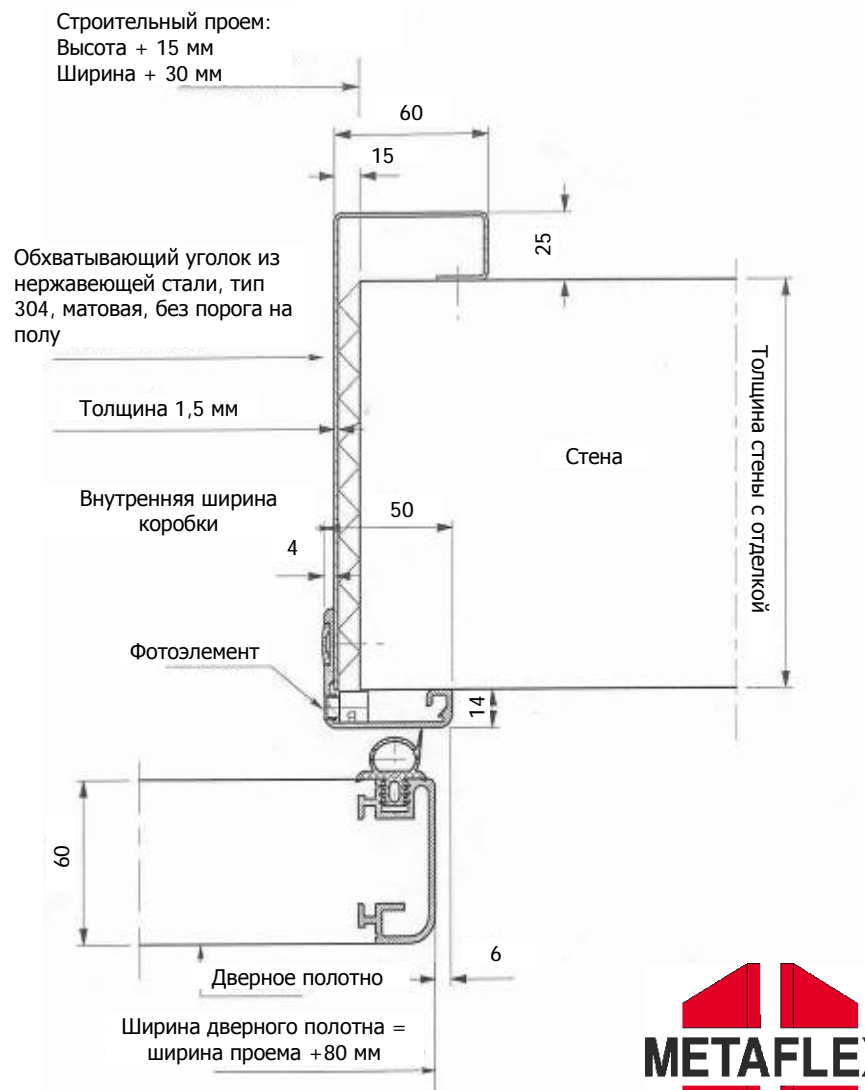 Строительный проем:
Высота + 15 мм
Ширина + 30 мм
60
15
25
Обхватывающий уголок из
нержавеющей стали, тип
304, матовая, без порога на
полу
Толщина стены с отделкой
Толщина 1,5 мм
Стена
Внутренняя ширина
коробки
50
4
Фотоэлемент
14
60
6
Дверное полотно
Ширина дверного полотна =
ширина проема +80 мм
METAFLEX